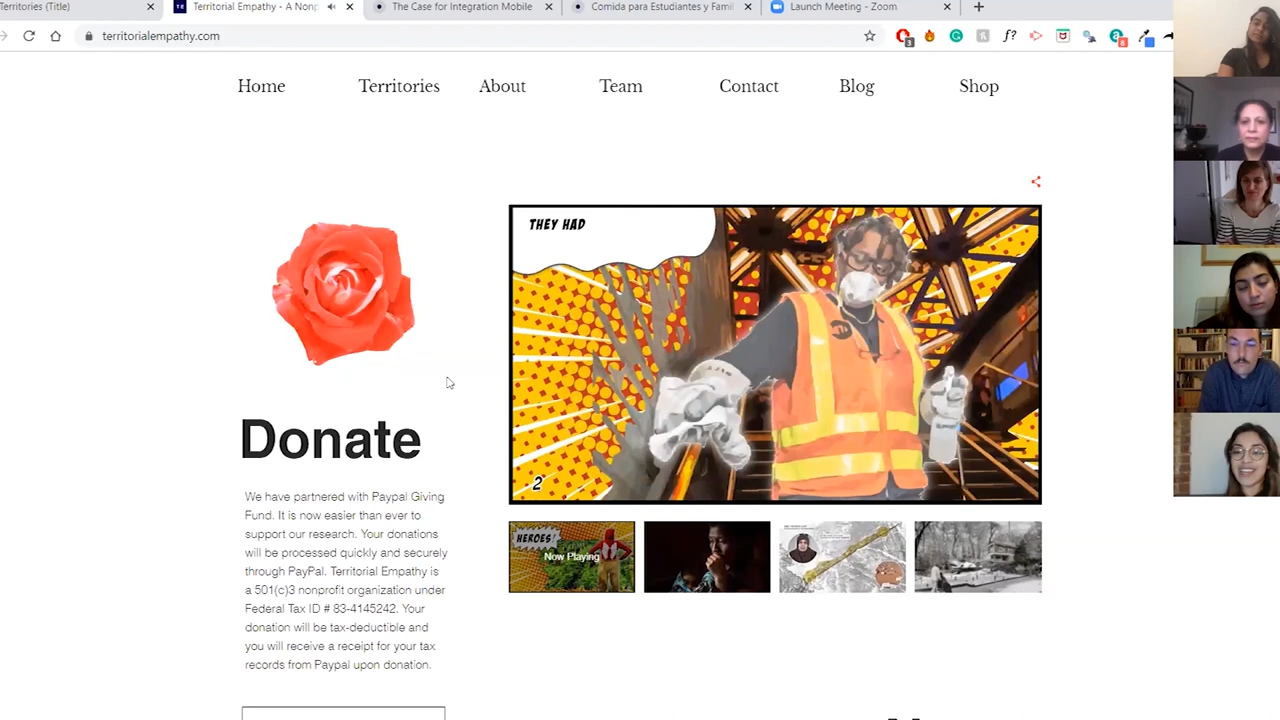 Territories (Title)
TE
Territorial Empathy - A Nonp
The Case for Integration Mobile
Comida para Estudiantes y Famil
Launch Meeting - Zoom
territorialempathy.com
f?
3
8
Home Territories About Team Contact Blog Shop
THEY HAD
2
Donate
We have partnered with Paypal Giving
Fund. It is now easier than ever to
support our research. Your donations
will be processed quickly and securely
through PayPal. Territorial Empathy is
a 501(c)3 nonprofit organization under
Federal Tax ID # 83-4145242. Your
donation will be tax-deductible and
you will receive a receipt for your tax
records from Paypal upon donation.
HEROES!
Now Playing